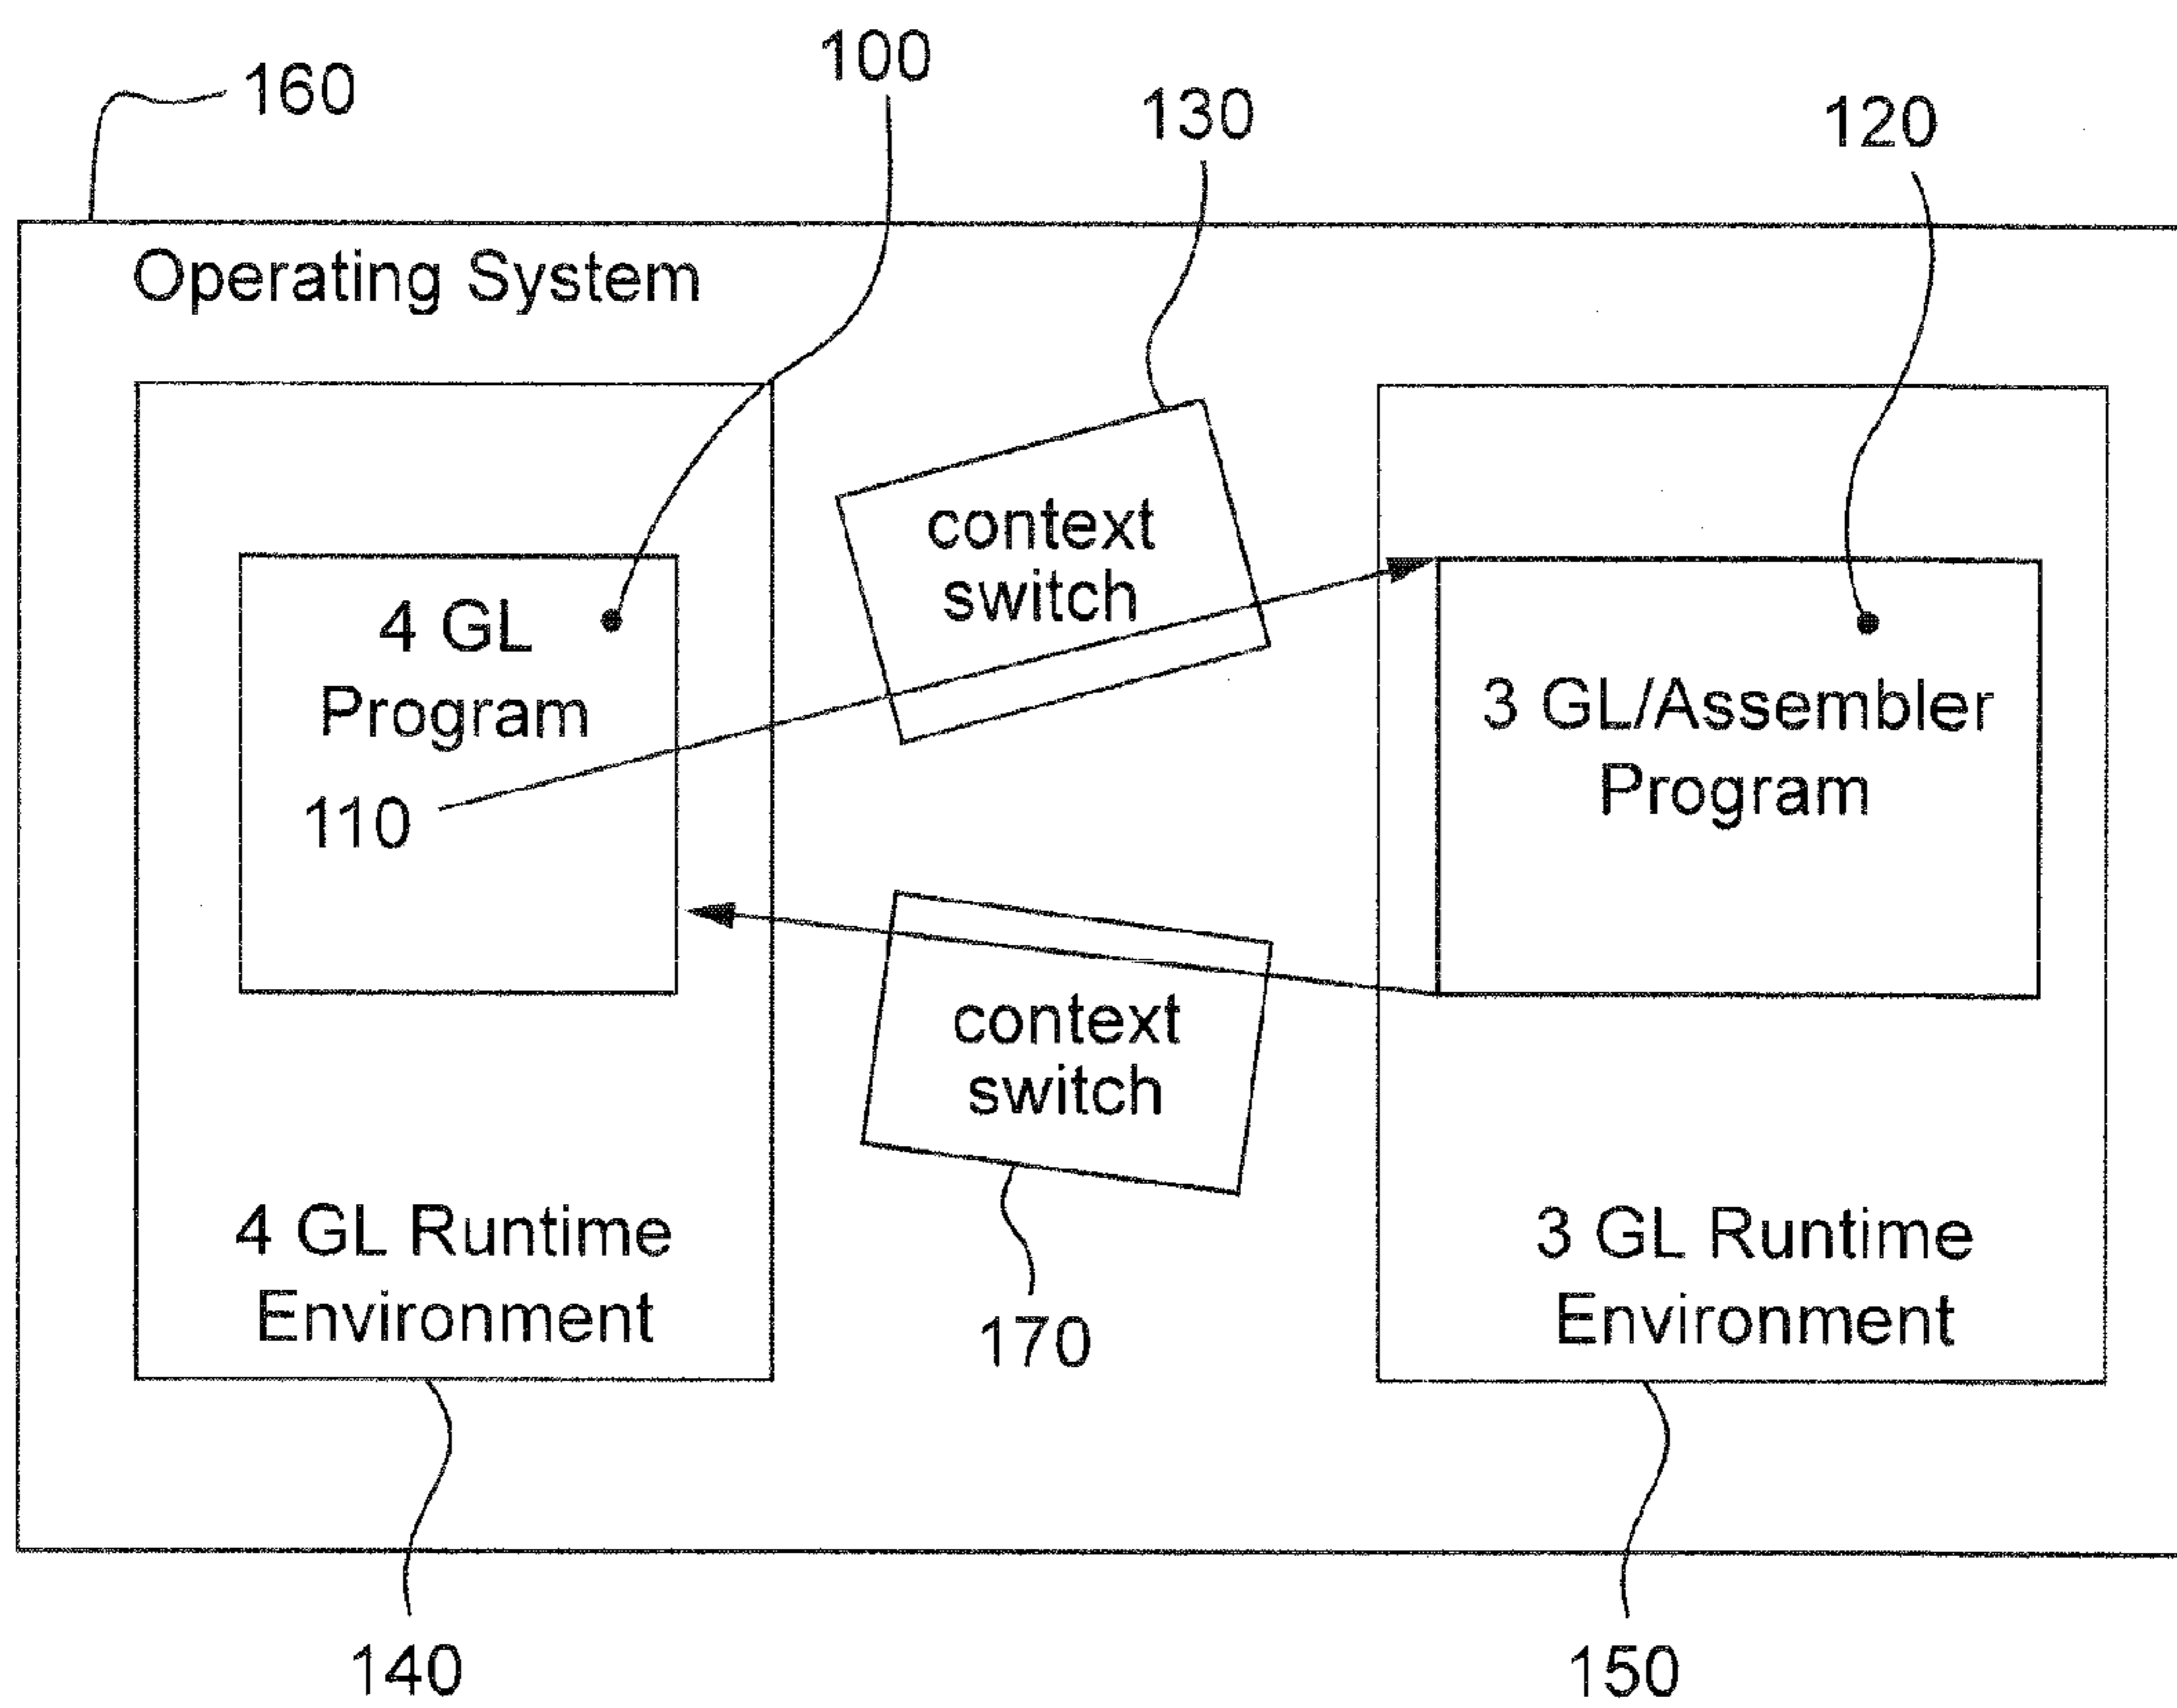 100
160
130
120
Operating System
context
switch
4 GL
Program
110
3 GL/Assembler
Program
context
switch
4 GL Runtime
Environment
3 GL Runtime
Environment
170
140
150